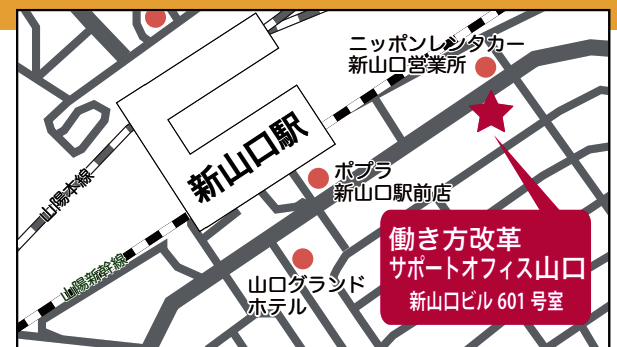 ニッポンレンタカー
新山口営業所
新山口駅
ポプラ
新山口駅前店
山陽本線
働き方改革
サポートオフィス山口
新山口ビル 601 号室
山陽新幹線
山口グランド
ホテル